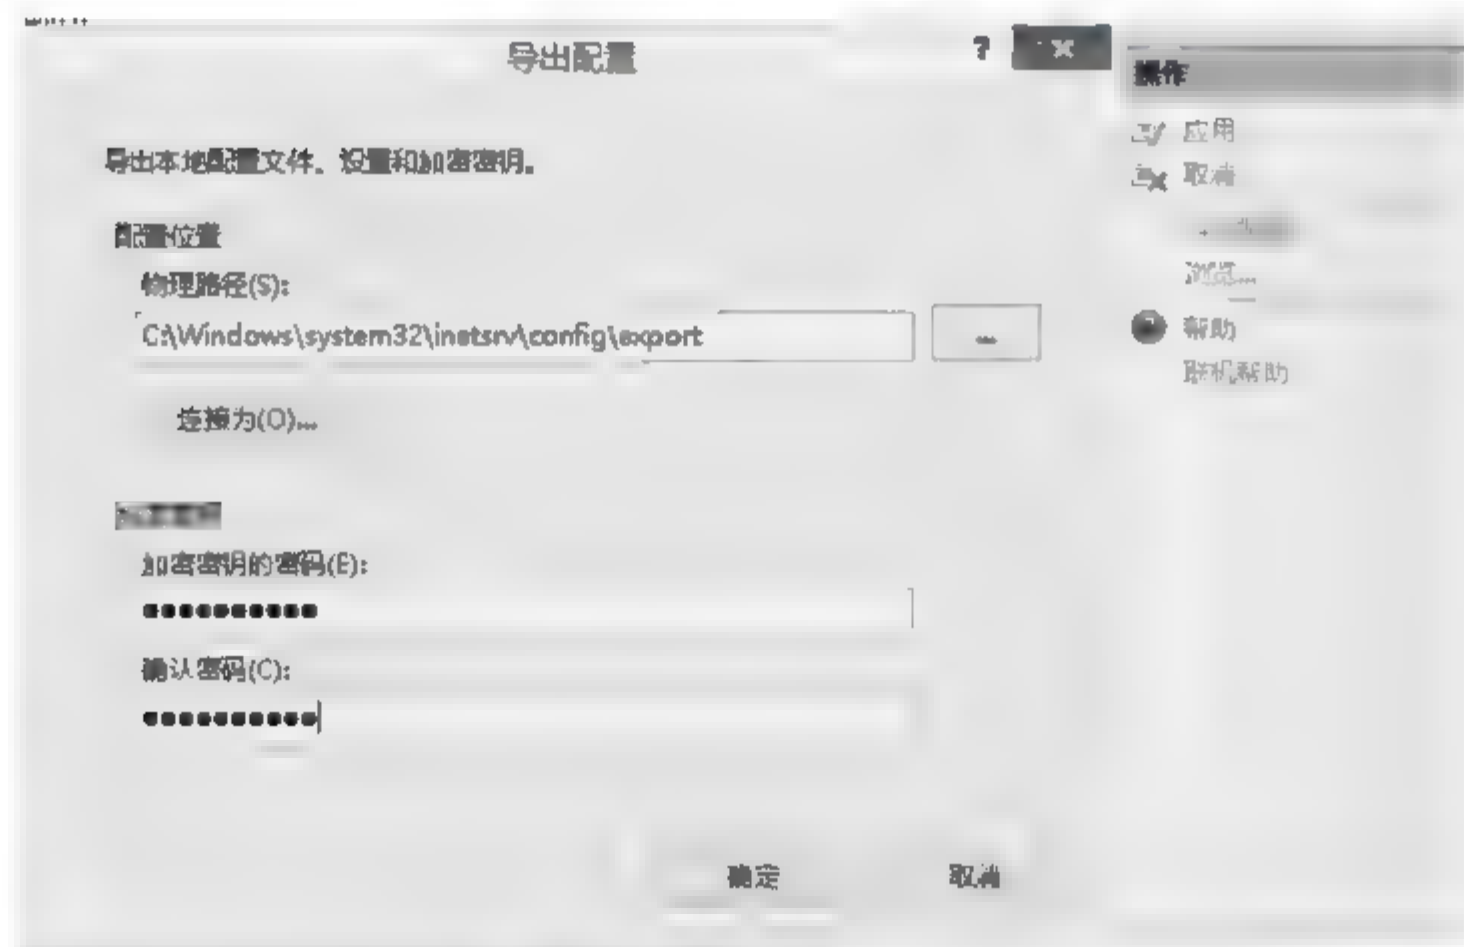 导出配置
?
导出本地配置文件、设置和加密密钥。
配置位置
物理路径(S):
C:\Windows\system32\inetsrv\config\export
...
连接为(O)...
加密密钥的密码(E):
●●●●●●●●●●
确认密码(C):
●●●●●●●●●●
确定 取消
操作
应用
取消
浏览...
帮助
联机帮助